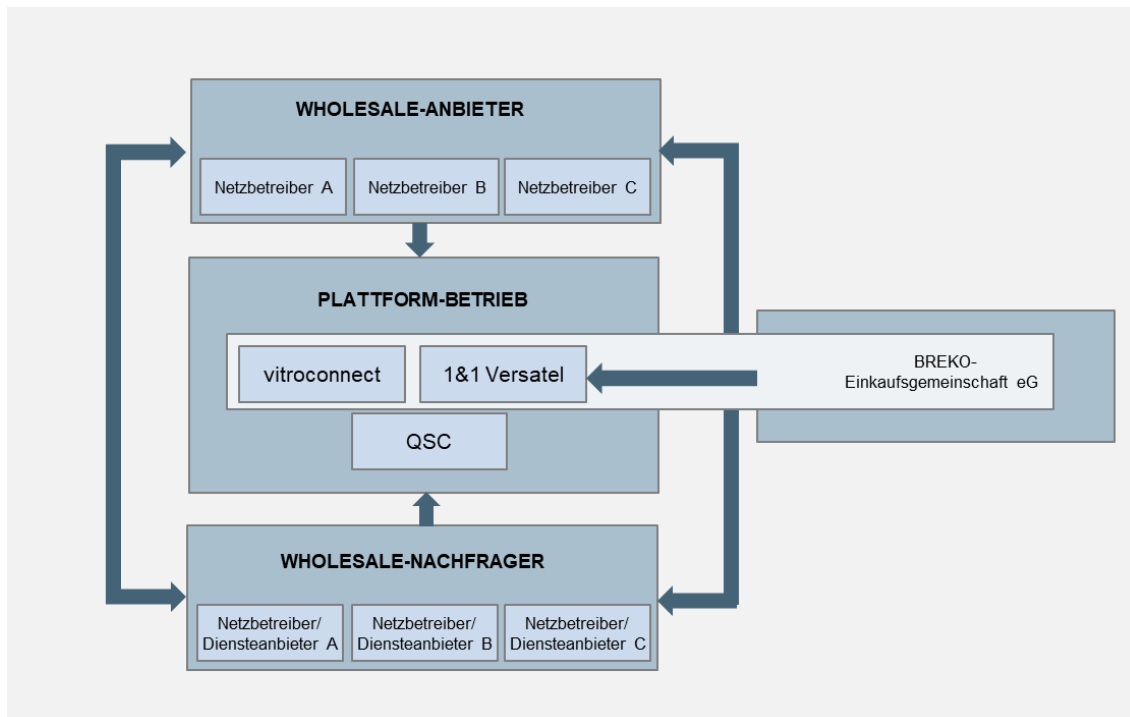 WHOLESALE-ANBIETER
Netzbetreiber A
Netzbetreiber B
Netzbetreiber C
PLATTFORM-BETRIEB
vitroconnect
1&1 Versatel
BREKO-
Einkaufsgemeinschaft eG
QSC
WHOLESALE-NACHFRAGER
Netzbetreiber/
Diensteanbieter A
Netzbetreiber/
Diensteanbieter B
Netzbetreiber/
Diensteanbieter C